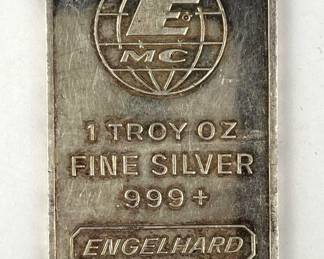 E
MC
1 TROY OZ
FINE SILVER
.999+
ENGELHARD